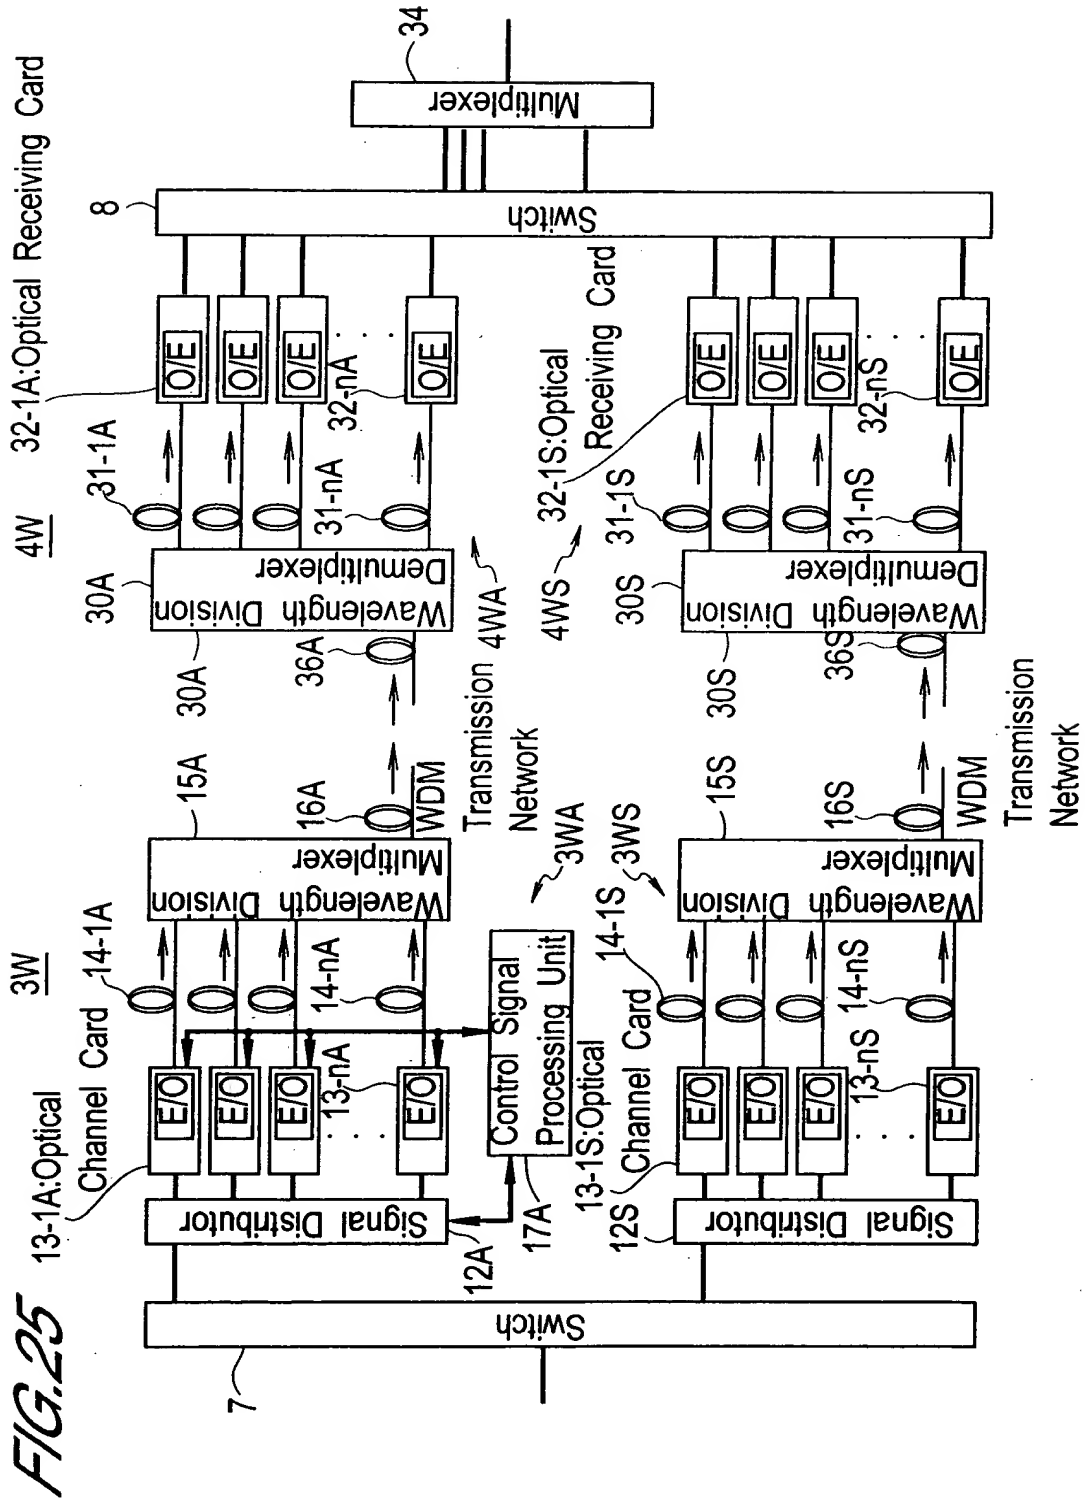 FIG.25
3W
4W
13-1A:Optical
Channel Card
14-1A
15A
30A
30A
31-1A
32-1A:Optical Receiving Card
8
34
7
Switch
Signal Distributor
12A
E/O
E/O
E/O
E/O
. . . .
13-nA
14-nA
Wavelength
Division
Multiplexer
16A
WDM
Transmission
Network
36A
Wavelength Division
Demultiplexer
31-nA
O/E
O/E
O/E
O/E
. . . .
32-nA
Switch
Multiplexer
17A
Control Signal
Processing Unit
3WA
4WA
3WS
4WS
13-1S:Optical
Channel Card
14-1S
15S
30S
30S
31-1S
32-1S:Optical
Receiving Card
12S
Signal Distributor
E/O
E/O
E/O
E/O
. . . .
13-nS
14-nS
Wavelength
Division
Multiplexer
16S
WDM
Transmission
Network
36S
Wavelength Division
Demultiplexer
31-nS
O/E
O/E
O/E
O/E
. . . .
32-nS